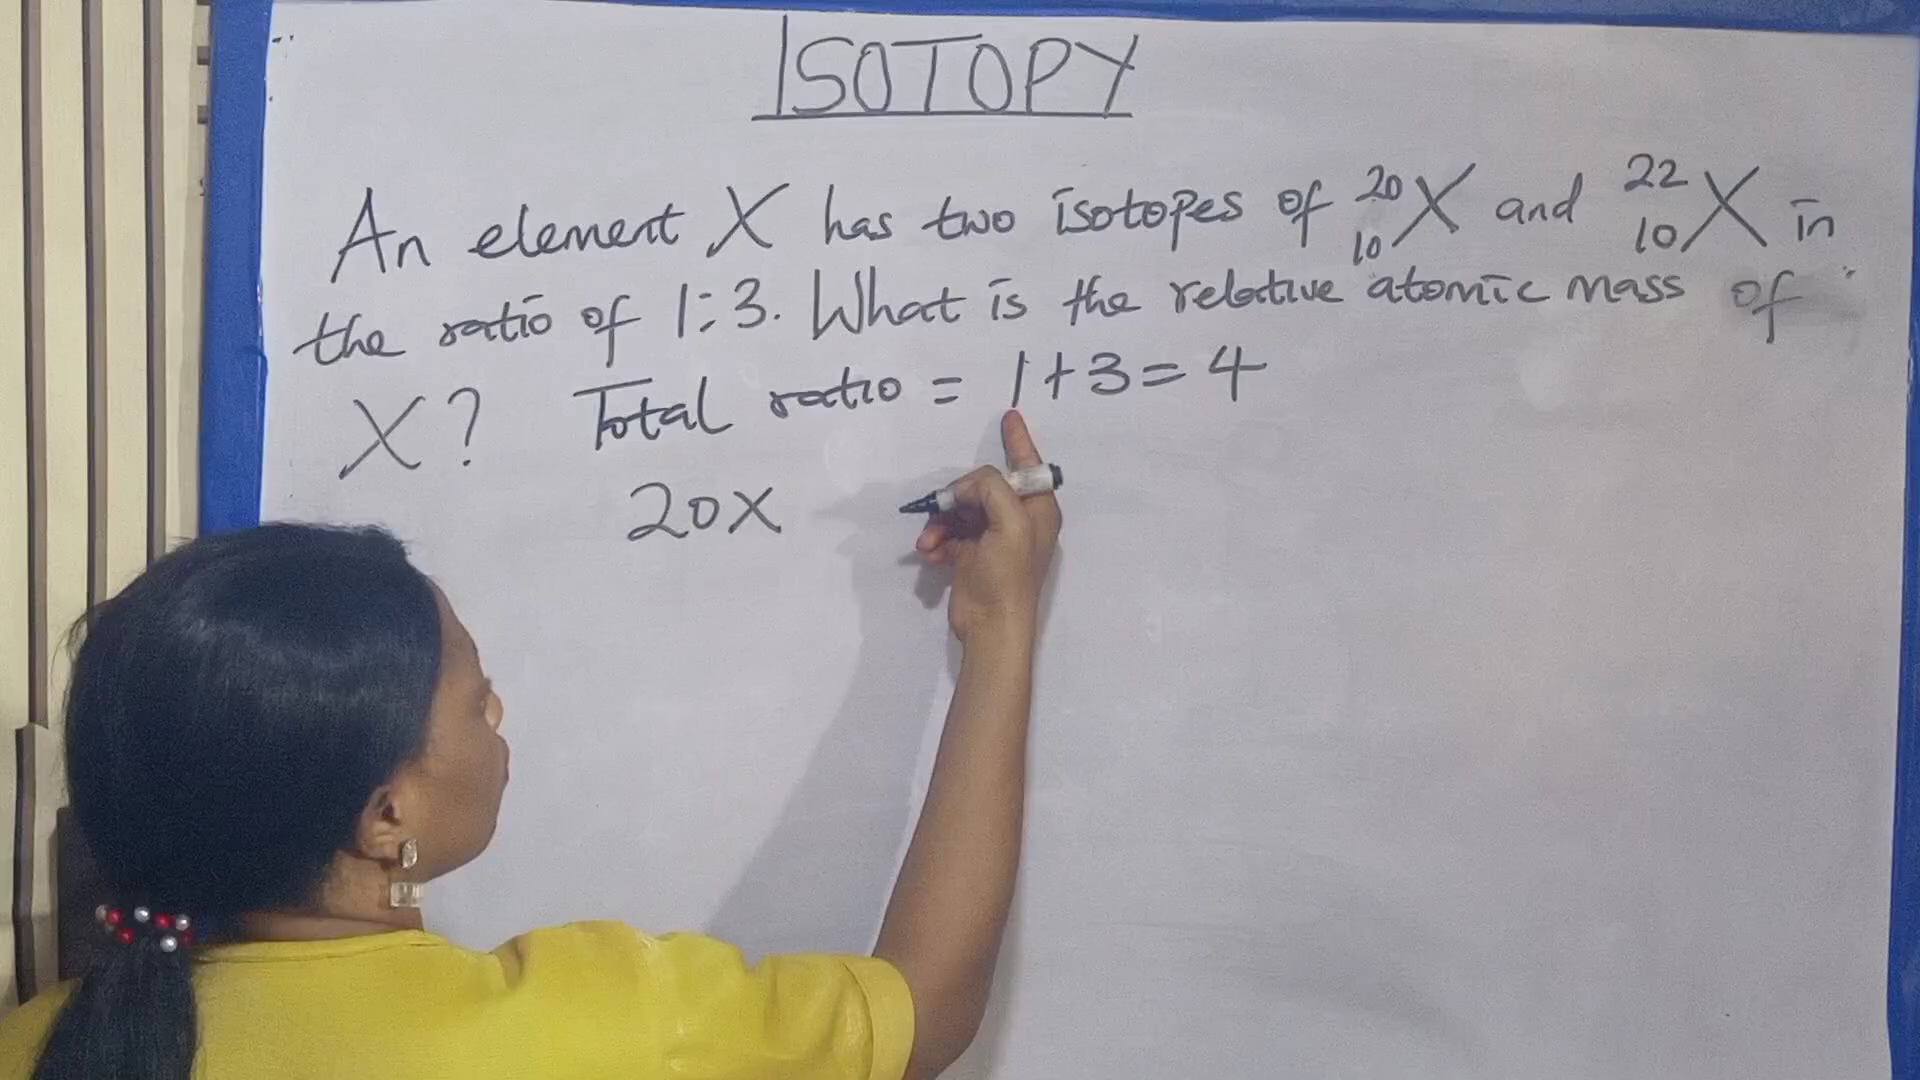 ISOTOPY
An element X has two isotopes of ²⁰₁₀X and ²²₁₀X in
the ratio of 1:3. What is the relative atomic mass of
X? Total ratio = 1+3=4
20x